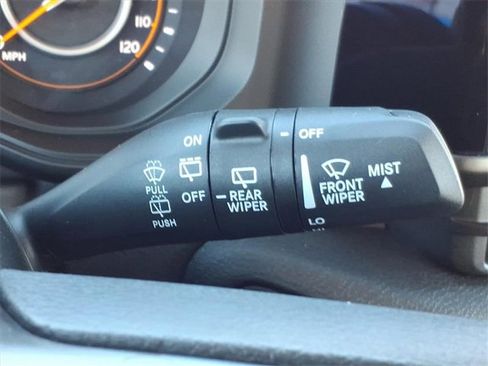 110
120
MPH
ON
OFF
PULL
OFF
REAR
WIPER
FRONT
WIPER
MIST
PUSH
LO